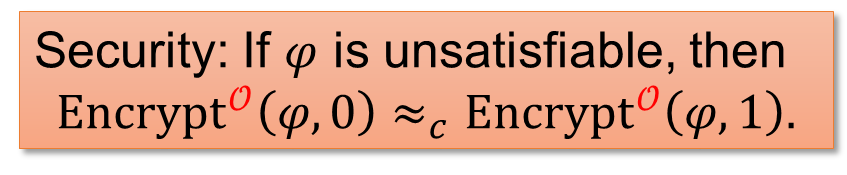 Security: If 𝜑 is unsatisfiable, then
Encrypt^𝒪(𝜑, 0) ≈_c Encrypt^𝒪(𝜑, 1).